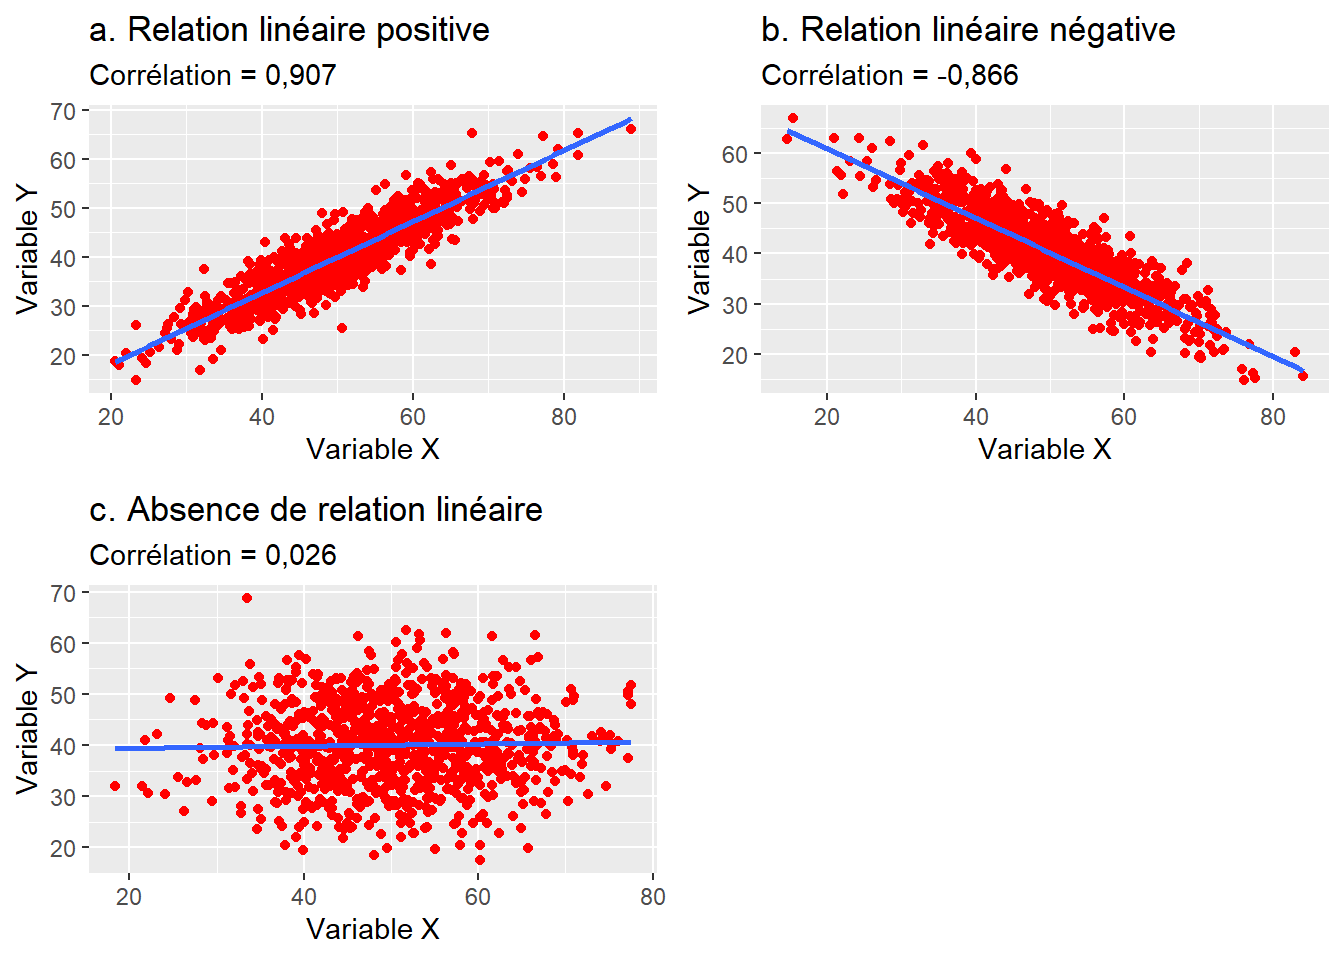 a. Relation linéaire positive
Corrélation = 0,907
70
60
50
40
30
20
Variable Y
20 40 60 80
Variable X
b. Relation linéaire négative
Corrélation = -0,866
60
50
40
30
20
Variable Y
20 40 60 80
Variable X
c. Absence de relation linéaire
Corrélation = 0,026
70
60
50
40
30
20
Variable Y
20 40 60 80
Variable X